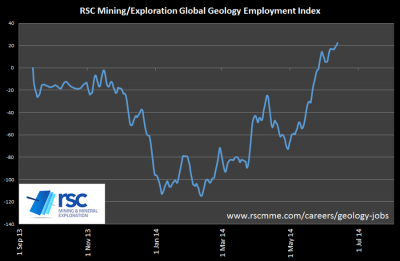 RSC Mining/Exploration Global Geology Employment Index
40
20
0
-20
-40
-60
-80
-100
-120
-140
rsc
MINING & MINERAL
EXPLORATION
www.rscmme.com/careers/geology-jobs
1 Sep 13
1 Nov 13
1 Jan 14
1 Mar 14
1 May 14
1 Jul 14